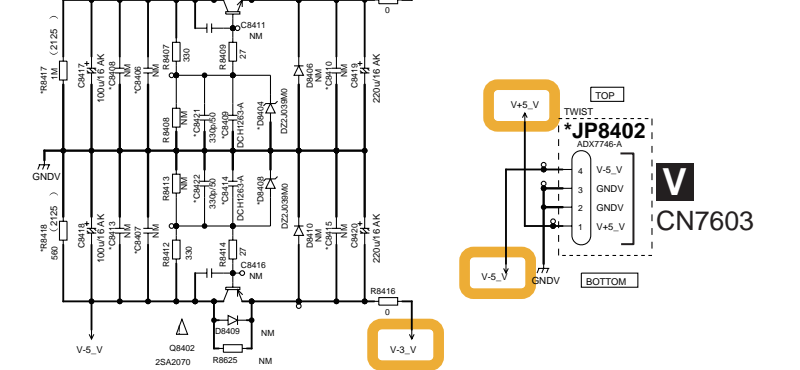 C8411
NM
0
*R8417
1M
(2125)
C8417
100u/16 AK
*C8408
NM
*C8406
NM
R8407
330
R8409
27
D8406
NM
*C8410
NM
C8419
220u/16 AK
R8408
NM
*C8421
330p/50
*C8409
DCH1263-A
*D8404
DZ2J039M0
GNDV
R8413
NM
*C8422
330p/50
*C8414
DCH1263-A
*D8408
DZ2J039M0
*R8418
560
(2125)
C8418
100u/16 AK
*C8413
NM
*C8407
NM
R8412
330
R8414
27
C8416
NM
D8410
NM
*C8415
NM
C8420
220u/16 AK
R8416
0
V-5_V
Q8402
2SA2070
D8409
NM
R8625
NM
V-3_V
V+5_V
TOP
TWIST
*JP8402
ADX7746-A
4 V-5_V
3 GNDV
2 GNDV
1 V+5_V
V
CN7603
V-5_V
GNDV
BOTTOM